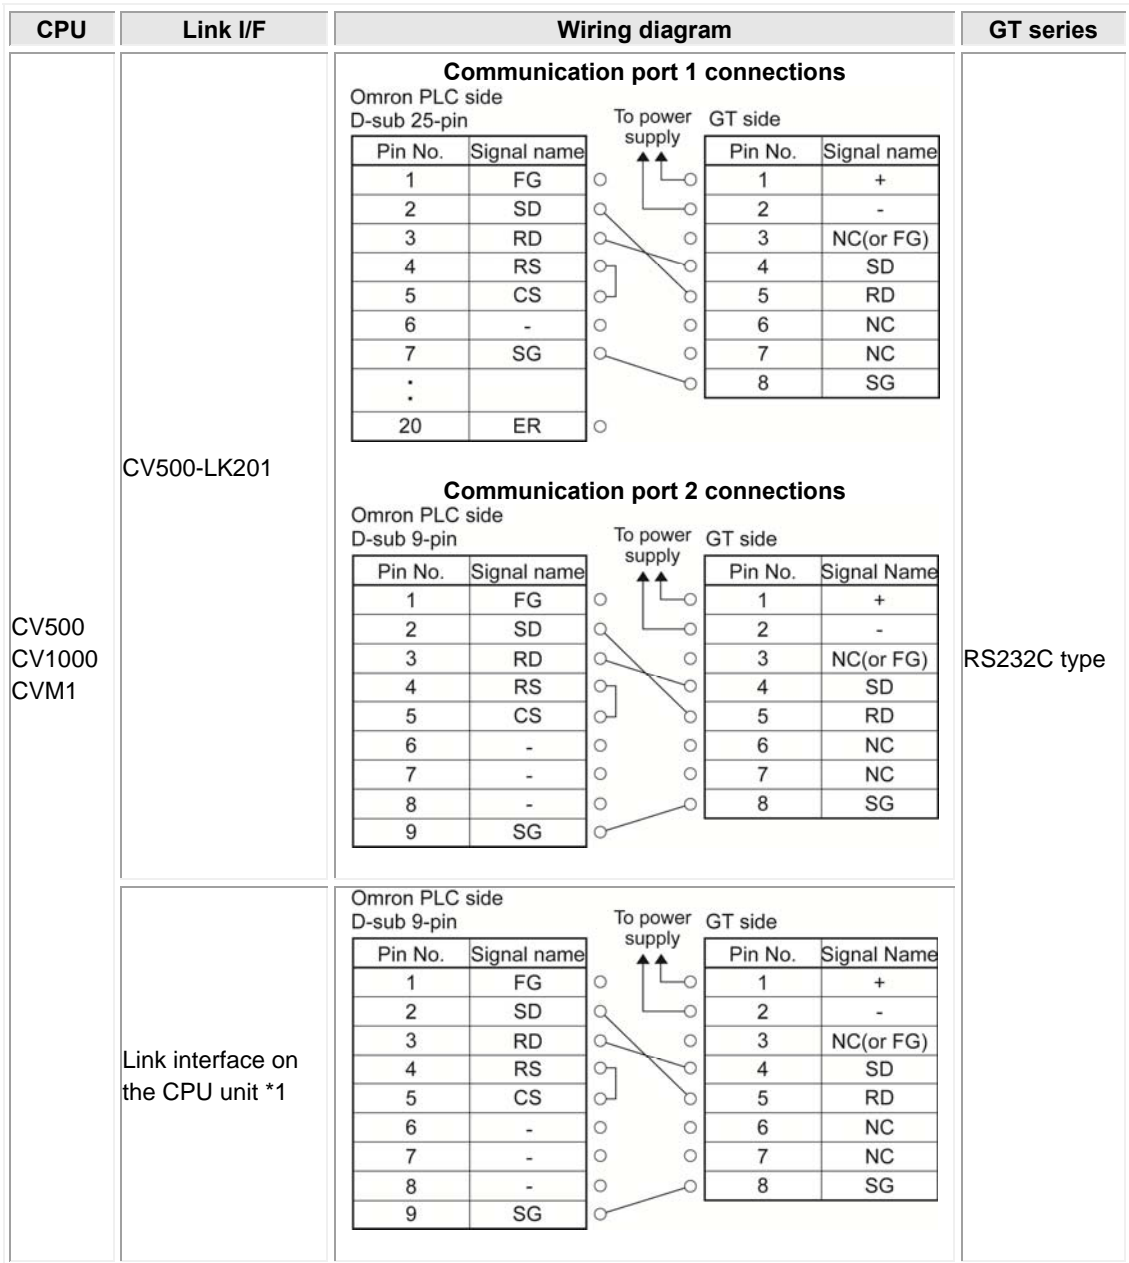 CPU Link I/F Wiring diagram GT series
CV500
CV1000
CVM1
CV500-LK201
Communication port 1 connections
Omron PLC side
D-sub 25-pin
To power
supply
GT side
Pin No. Signal name Pin No. Signal name
1 FG 1 +
2 SD 2 -
3 RD 3 NC(or FG)
4 RS 4 SD
5 CS 5 RD
6 - 6 NC
7 SG 7 NC
: 8 SG
20 ER
Communication port 2 connections
Omron PLC side
D-sub 9-pin
To power
supply
GT side
Pin No. Signal name Pin No. Signal Name
1 FG 1 +
2 SD 2 -
3 RD 3 NC(or FG)
4 RS 4 SD
5 CS 5 RD
6 - 6 NC
7 - 7 NC
8 - 8 SG
9 SG
RS232C type
Link interface on
the CPU unit *1
Omron PLC side
D-sub 9-pin
To power
supply
GT side
Pin No. Signal name Pin No. Signal Name
1 FG 1 +
2 SD 2 -
3 RD 3 NC(or FG)
4 RS 4 SD
5 CS 5 RD
6 - 6 NC
7 - 7 NC
8 - 8 SG
9 SG